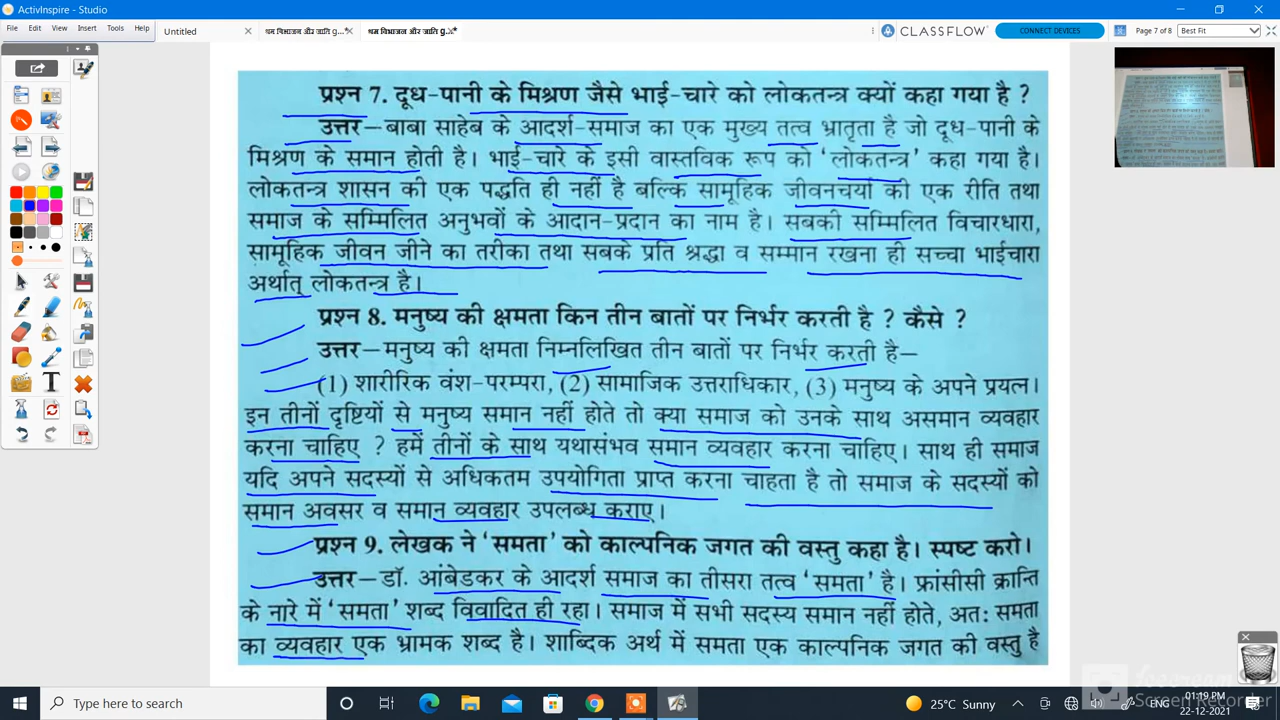 ActivInspire - Studio
File Edit View Insert Tools Help
Untitled
श्रम विभाजन और जाति g...*
श्रम विभाजन और जाति g...*
CLASSFLOW
CONNECT DEVICES
Page 7 of 8
Best Fit
प्रश्न 7. दूध-पानी के मिश्रण जैसे भाई-चारे को लोकतन्त्र क्यों कहा गया है ?
उत्तर–बाबा साहेब के आदर्श-समाज का एक मुख्य तत्व भ्रातृता है जो दूध-पानी के
मिश्रण के समान होती है। भाई-चारे के इसी वास्तविक रूप को 'लोकतन्त्र' कहा गया है।
लोकतन्त्र शासन की एक पद्धति ही नहीं है बल्कि सामूहिक जीवनचर्या की एक रीति तथा
समाज के सम्मिलित अनुभवों के आदान-प्रदान का नाम है। सबकी सम्मिलित विचारधारा,
सामूहिक जीवन जीने का तरीका तथा सबके प्रति श्रद्धा व सम्मान रखना ही सच्चा भाईचारा
अर्थात् लोकतन्त्र है।
प्रश्न 8. मनुष्य की क्षमता किन तीन बातों पर निर्भर करती है ? कैसे ?
उत्तर–मनुष्य की क्षमता निम्नलिखित तीन बातों पर निर्भर करती है–
(1) शारीरिक वंश-परम्परा, (2) सामाजिक उत्तराधिकार, (3) मनुष्य के अपने प्रयत्न।
इन तीनों दृष्टियों से मनुष्य समान नहीं होते तो क्या समाज को उनके साथ असमान व्यवहार
करना चाहिए ? हमें तीनों के साथ यथासंभव समान व्यवहार करना चाहिए। साथ ही समाज
यदि अपने सदस्यों से अधिकतम उपयोगिता प्राप्त करना चाहता है तो समाज के सदस्यों को
समान अवसर व समान व्यवहार उपलब्ध कराए।
प्रश्न 9. लेखक ने 'समता' को काल्पनिक जगत की वस्तु कहा है। स्पष्ट करो।
उत्तर–डॉ. आंबेडकर के आदर्श समाज का तीसरा तत्व 'समता' है। फ्रांसीसी क्रान्ति
के नारे में 'समता' शब्द विवादित ही रहा। समाज में सभी सदस्य समान नहीं होते, अतः समता
का व्यवहार एक भ्रामक शब्द है। शाब्दिक अर्थ में समता एक काल्पनिक जगत की वस्तु है
icecream
Screen Recorder
Type here to search
25°C Sunny
ENG
01:19 PM
22-12-2021